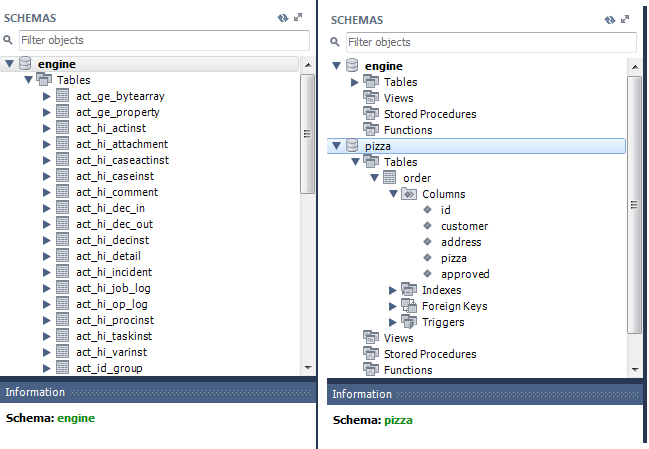 SCHEMAS
Filter objects
engine
Tables
act_ge_bytearray
act_ge_property
act_hi_actinst
act_hi_attachment
act_hi_caseactinst
act_hi_caseinst
act_hi_comment
act_hi_dec_in
act_hi_dec_out
act_hi_decinst
act_hi_detail
act_hi_incident
act_hi_job_log
act_hi_op_log
act_hi_procinst
act_hi_taskinst
act_hi_varinst
act_id_group
Information
Schema: engine
SCHEMAS
Filter objects
engine
Tables
Views
Stored Procedures
Functions
pizza
Tables
order
Columns
id
customer
address
pizza
approved
Indexes
Foreign Keys
Triggers
Views
Stored Procedures
Functions
Information
Schema: pizza